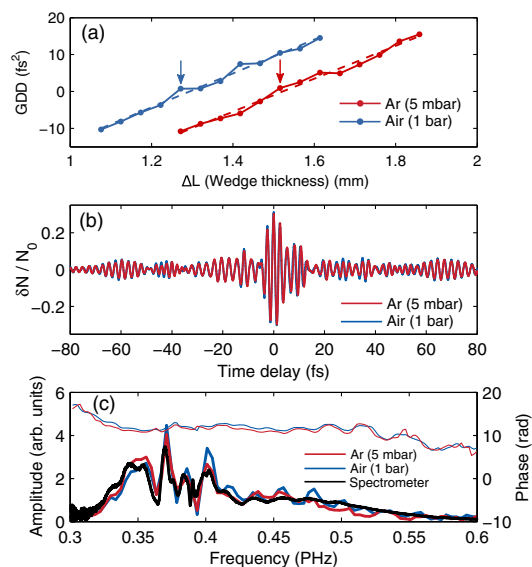 (a)
GDD (fs²)
20
10
0
−10
Ar (5 mbar)
Air (1 bar)
1 1.2 1.4 1.6 1.8 2
ΔL (Wedge thickness) (mm)
(b)
δN / N₀
0.2
0
−0.2
Ar (5 mbar)
Air (1 bar)
−80 −60 −40 −20 0 20 40 60 80
Time delay (fs)
(c)
Amplitude (arb. units)
6
4
2
0
Ar (5 mbar)
Air (1 bar)
Spectrometer
20
10
0
−10
Phase (rad)
0.3 0.35 0.4 0.45 0.5 0.55 0.6
Frequency (PHz)